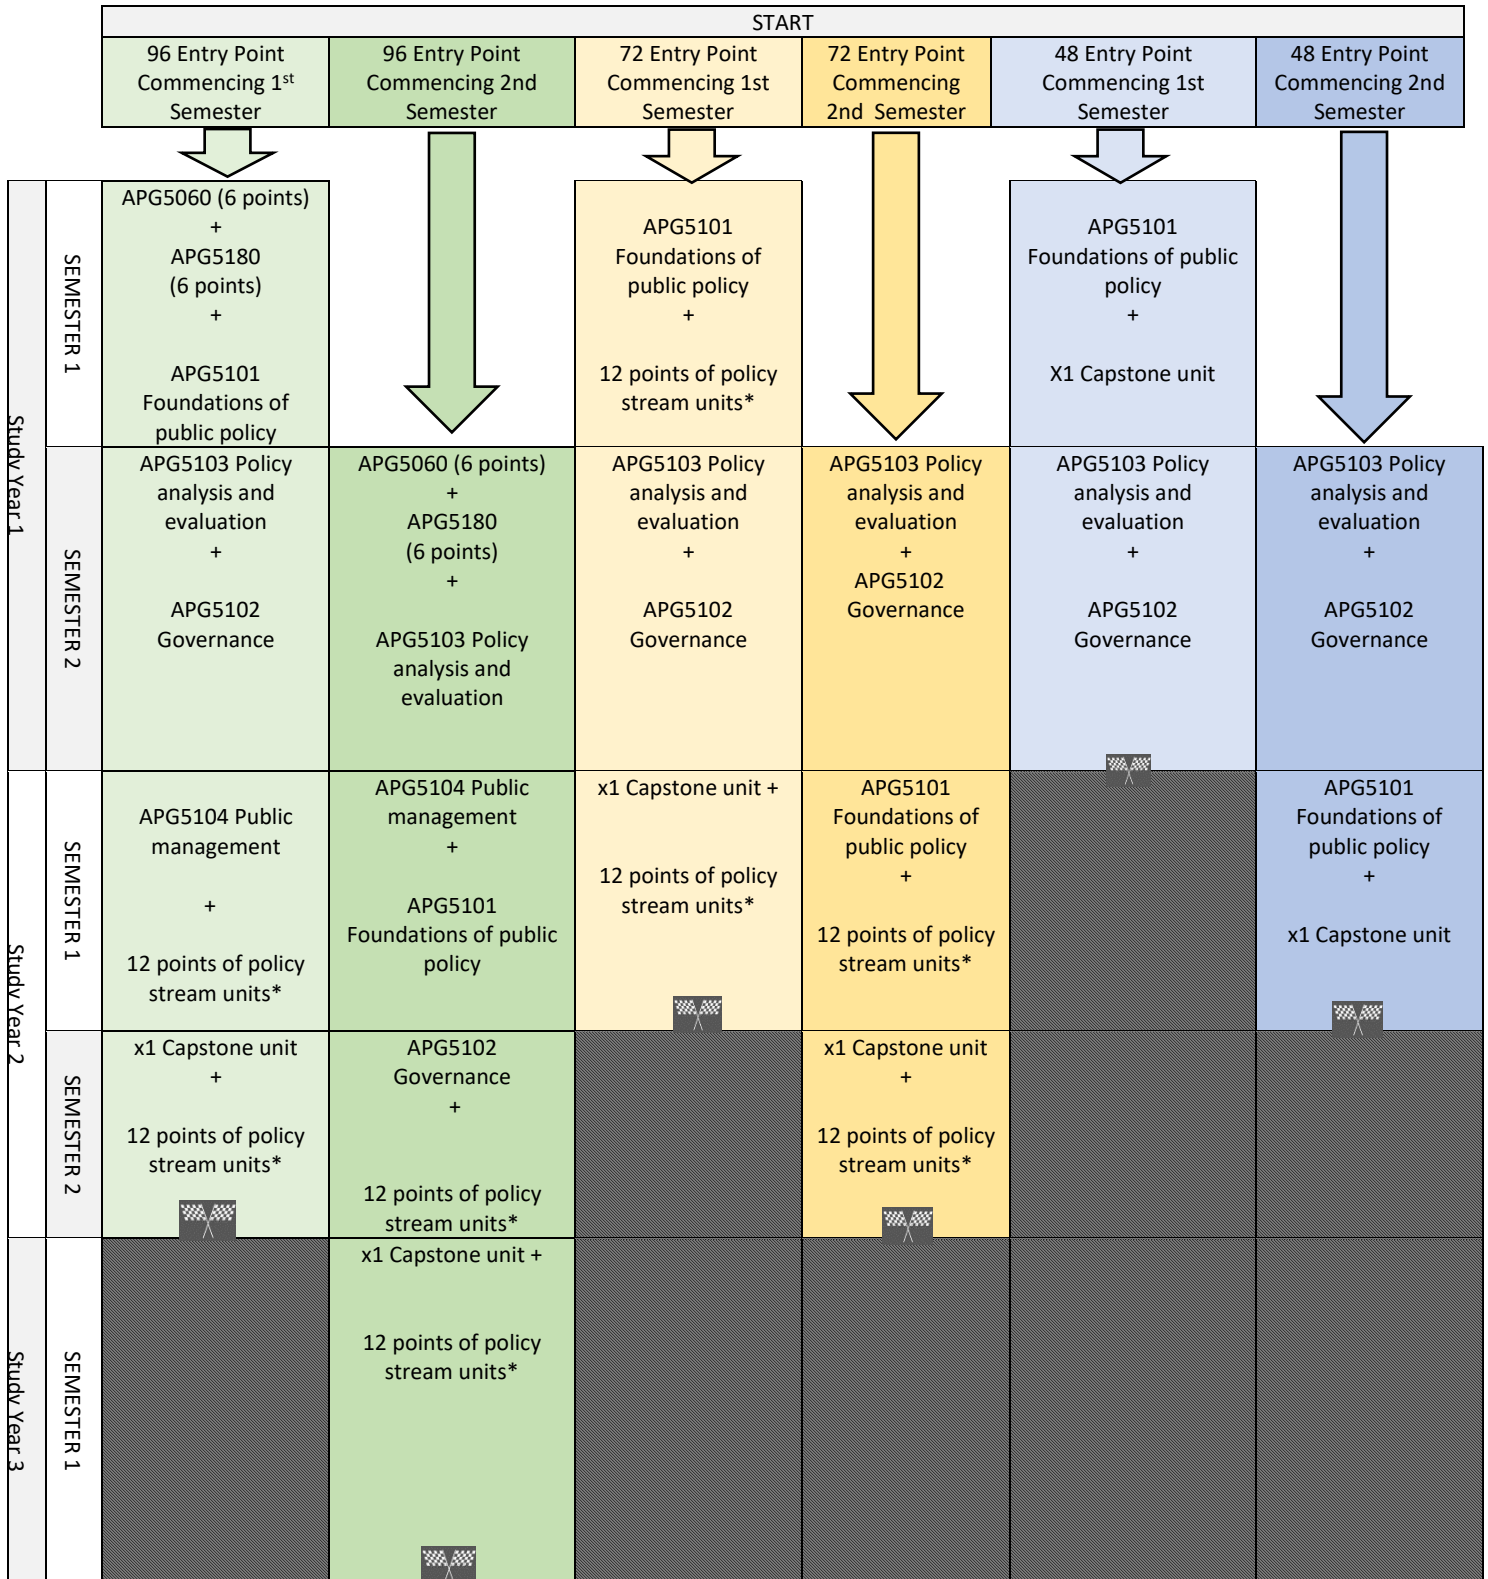 START
96 Entry Point
Commencing 1st
Semester
96 Entry Point
Commencing 2nd
Semester
72 Entry Point
Commencing 1st
Semester
72 Entry Point
Commencing
2nd Semester
48 Entry Point
Commencing 1st
Semester
48 Entry Point
Commencing 2nd
Semester
Study Year 1
SEMESTER 1
APG5060 (6 points)
+
APG5180
(6 points)
+
APG5101
Foundations of
public policy
APG5101
Foundations of
public policy
+
12 points of policy
stream units*
APG5101
Foundations of public
policy
+
X1 Capstone unit
SEMESTER 2
APG5103 Policy
analysis and
evaluation
+
APG5102
Governance
APG5060 (6 points)
+
APG5180
(6 points)
+
APG5103 Policy
analysis and
evaluation
APG5103 Policy
analysis and
evaluation
+
APG5102
Governance
APG5103 Policy
analysis and
evaluation
+
APG5102
Governance
APG5103 Policy
analysis and
evaluation
+
APG5102
Governance
APG5103 Policy
analysis and
evaluation
+
APG5102
Governance
Study Year 2
SEMESTER 1
APG5104 Public
management
+
12 points of policy
stream units*
APG5104 Public
management
+
APG5101
Foundations of public
policy
x1 Capstone unit +
12 points of policy
stream units*
APG5101
Foundations of
public policy
+
12 points of policy
stream units*
APG5101
Foundations of
public policy
+
x1 Capstone unit
SEMESTER 2
x1 Capstone unit
+
12 points of policy
stream units*
APG5102
Governance
+
12 points of policy
stream units*
x1 Capstone unit
+
12 points of policy
stream units*
Study Year 3
SEMESTER 1
x1 Capstone unit +
12 points of policy
stream units*